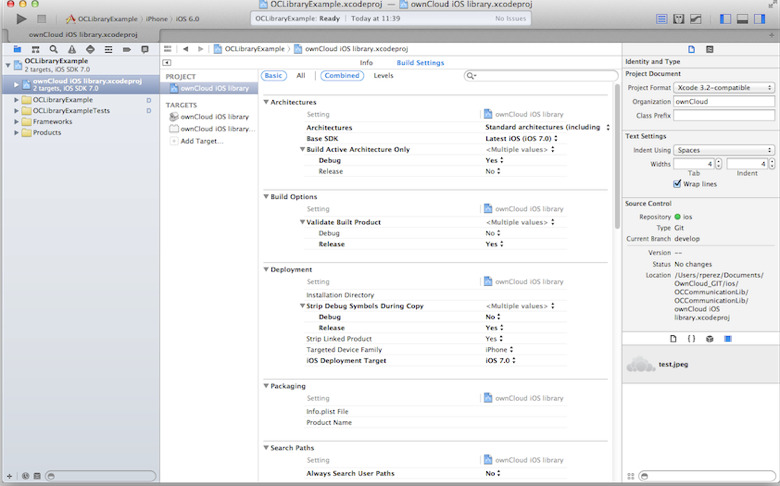 ownCloud iOS library.xcodeproj — ownCloud iOS library.xcodeproj
OCLibraryExample iPhone iOS 6.0
OCLibraryExample: Ready Today at 11:39
No Issues
ownCloud iOS library.xcodeproj
OCLibraryExample
2 targets, iOS SDK 7.0
ownCloud iOS library.xcodeproj
2 targets, iOS SDK 7.0
OCLibraryExample D
OCLibraryExampleTests D
Frameworks
Products
OCLibraryExample ownCloud iOS library.xcodeproj
PROJECT
ownCloud iOS library
TARGETS
ownCloud iOS library
ownCloud iOS library...
Add Target...
Info Build Settings
Basic All Combined Levels
Architectures
Setting ownCloud iOS library
Architectures Standard architectures (including
Base SDK Latest iOS (iOS 7.0)
Build Active Architecture Only <Multiple values>
Debug Yes
Release No
Build Options
Setting ownCloud iOS library
Validate Built Product <Multiple values>
Debug No
Release Yes
Deployment
Setting ownCloud iOS library
Installation Directory
Strip Debug Symbols During Copy <Multiple values>
Debug No
Release Yes
Strip Linked Product Yes
Targeted Device Family iPhone
iOS Deployment Target iOS 7.0
Packaging
Setting ownCloud iOS library
Info.plist File
Product Name
Search Paths
Setting ownCloud iOS library
Always Search User Paths No
Identity and Type
Project Document
Project Format Xcode 3.2-compatible
Organization ownCloud
Class Prefix
Text Settings
Indent Using Spaces
Widths 4 4
Tab Indent
Wrap lines
Source Control
Repository ios
Type Git
Current Branch develop
Version --
Status No changes
Location /Users/rperez/Documents/
OwnCloud_GIT/ios/
OCCommunicationLib/
OCCommunicationLib/
ownCloud iOS
library.xcodeproj
{ }
test.jpeg